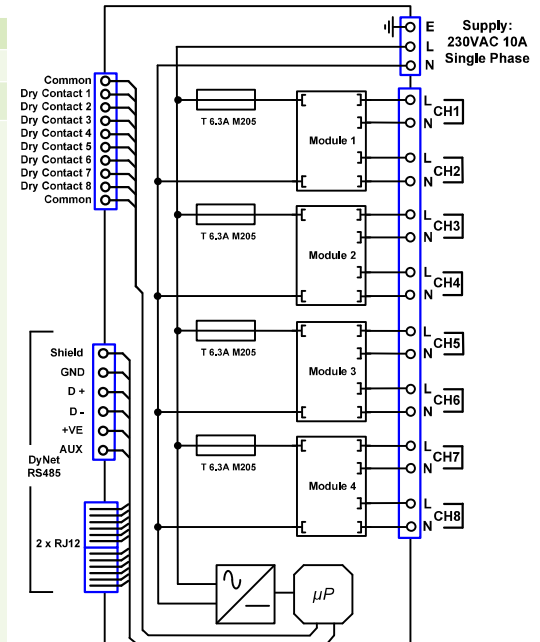 E
L
N
Supply:
230VAC 10A
Single Phase
Common
Dry Contact 1
Dry Contact 2
Dry Contact 3
Dry Contact 4
Dry Contact 5
Dry Contact 6
Dry Contact 7
Dry Contact 8
Common
T 6.3A M205
Module 1
L
N
CH1
L
N
CH2
T 6.3A M205
Module 2
L
N
CH3
L
N
CH4
T 6.3A M205
Module 3
L
N
CH5
L
N
CH6
T 6.3A M205
Module 4
L
N
CH7
L
N
CH8
Shield
GND
D +
D -
+VE
AUX
DyNet
RS485
2 x RJ12
µP